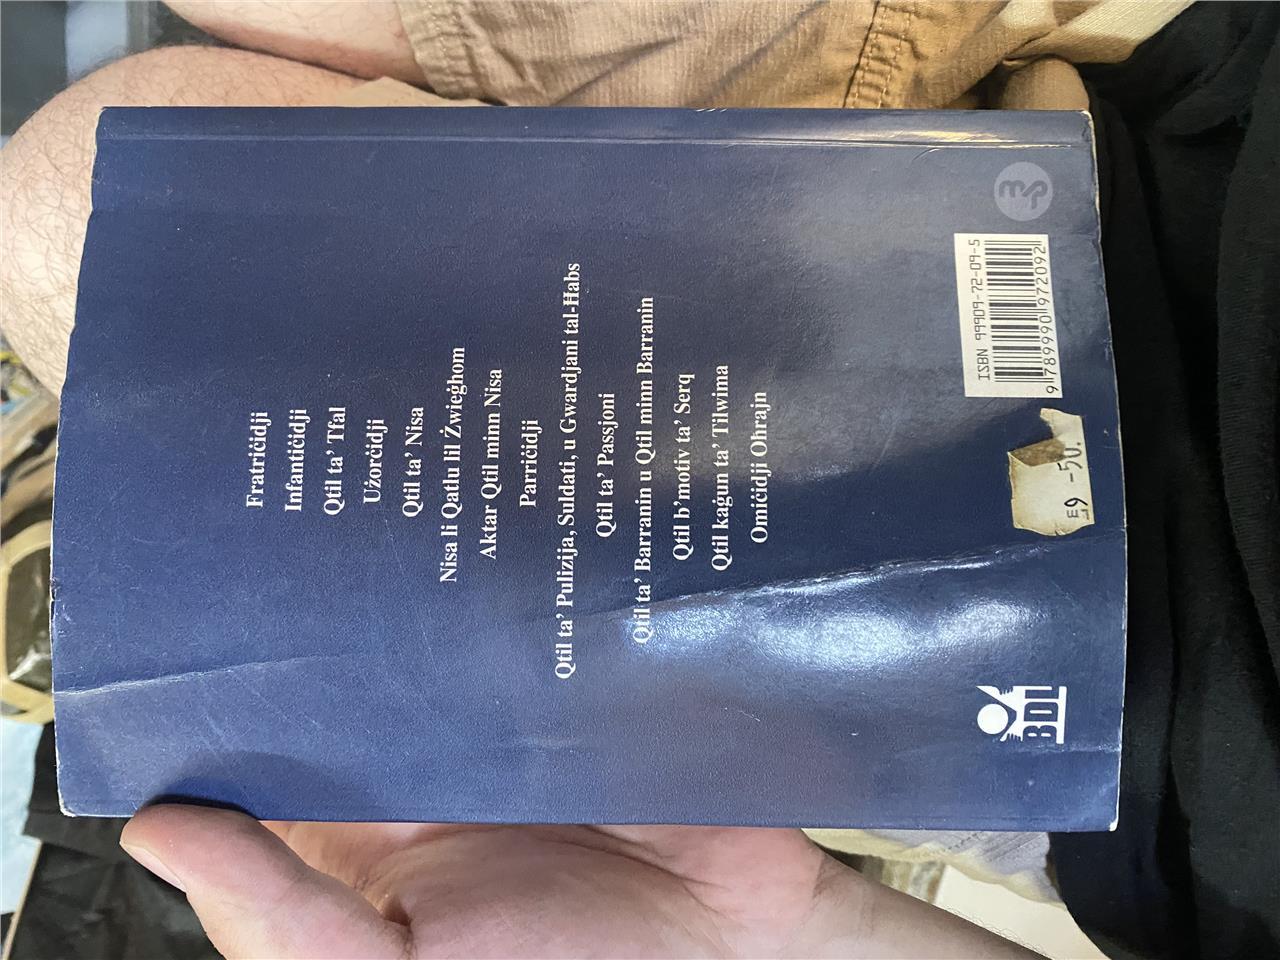 Fratriċidji
Infantiċidji
Qtil ta’ Tfal
Użorċidji
Qtil ta’ Nisa
Nisa li Qatlu lil Żwieġhom
Aktar Qtil minn Nisa
Parriċidji
Qtil ta’ Pulizija, Suldati, u Gwardjani tal-Ħabs
Qtil ta’ Passjoni
Qtil ta’ Barranin u Qtil minn Barranin
Qtil b’motiv ta’ Serq
Qtil kaġun ta’ Tilwima
Omiċidji Oħrajn
BDL
£9 -50.
ISBN 99909-72-09-5
9 789990 972092
mp